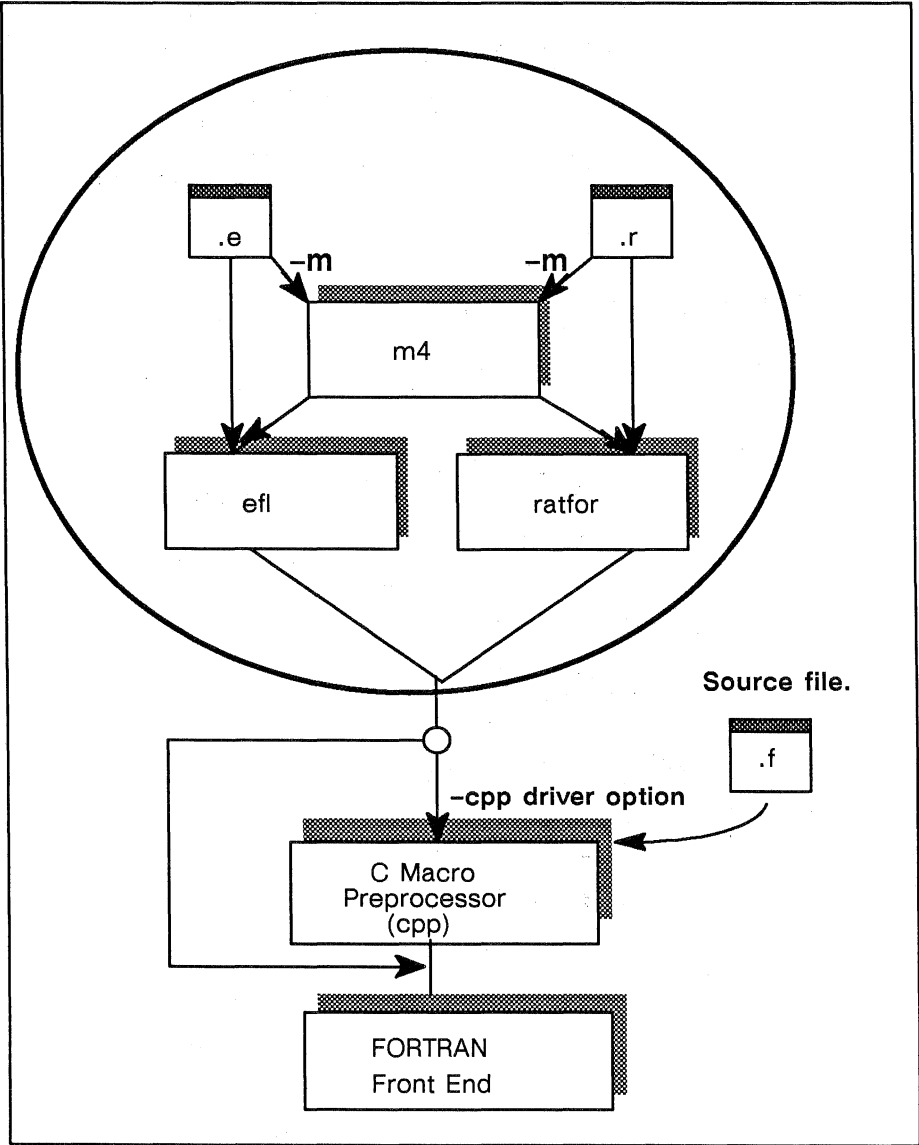 .e
.r
-m
-m
m4
efl
ratfor
Source file.
.f
-cpp driver option
C Macro
Preprocessor
(cpp)
FORTRAN
Front End